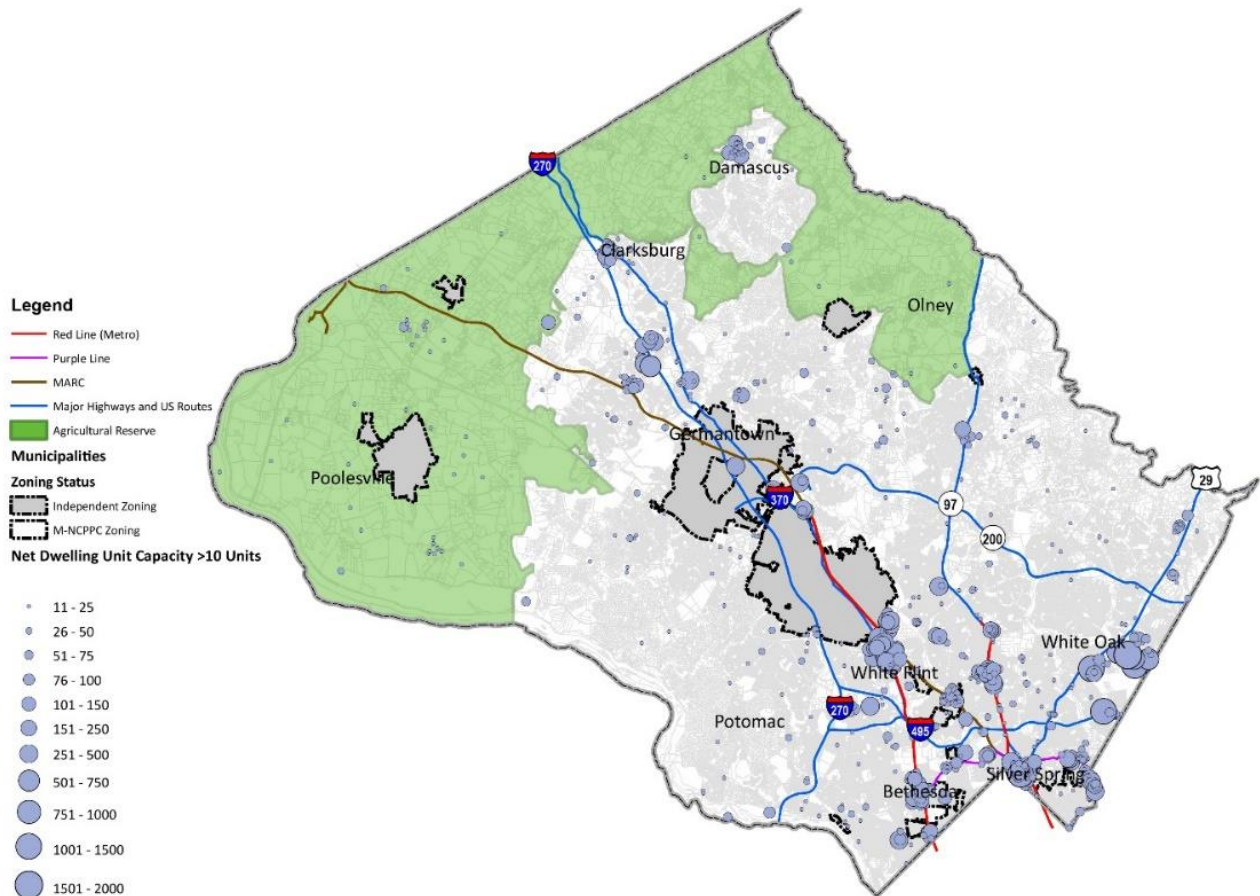 270
Damascus
Clarksburg
Legend
Olney
Red Line (Metro)
Purple Line
MARC
Major Highways and US Routes
Agricultural Reserve
Germantown
Municipalities
Poolesville
29
Zoning Status
370
Independent Zoning
97
M-NCPPC Zoning
200
Net Dwelling Unit Capacity >10 Units
11 - 25
26 - 50
White Oak
51 - 75
White Flint
76 - 100
101 - 150
270
Potomac
151 - 250
495
251 - 500
Silver Spring
501 - 750
Bethesda
751 - 1000
1001 - 1500
1501 - 2000